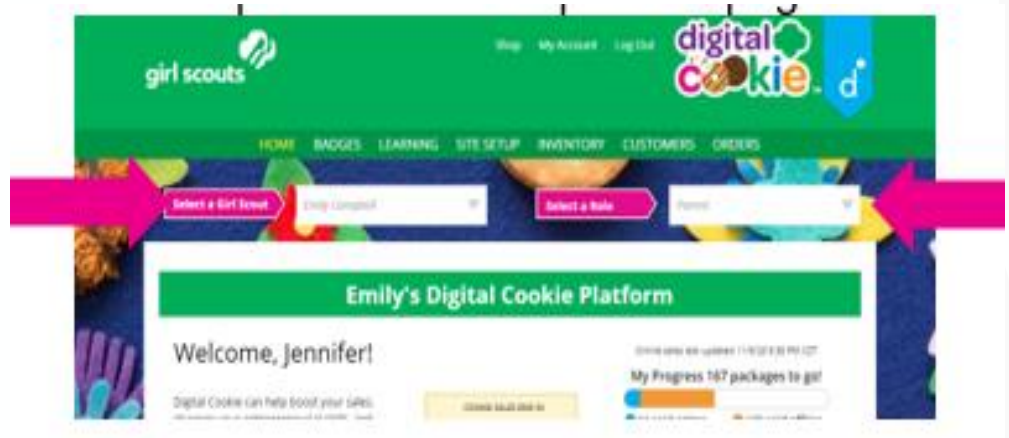 girl scouts
Shop My Account Log Out
digital
cookie
d
HOME BADGES LEARNING SITE SETUP INVENTORY CUSTOMERS ORDERS
Select a Girl Scout Emily Campbell Select a Role Parent
Emily's Digital Cookie Platform
Welcome, Jennifer!
My Progress 167 packages to go!
Digital Cookie can help boost your sales,